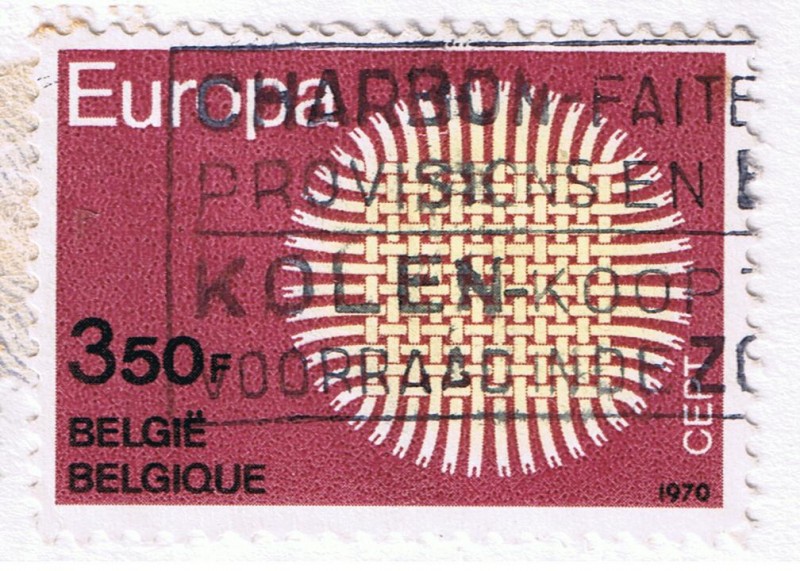 Europa
CHARBON-FAITE
PROVISIONS EN
KOLEN-KOOP
VOORRAAD IN DE ZO
3.50F
BELGIË
BELGIQUE
CEPT
1970